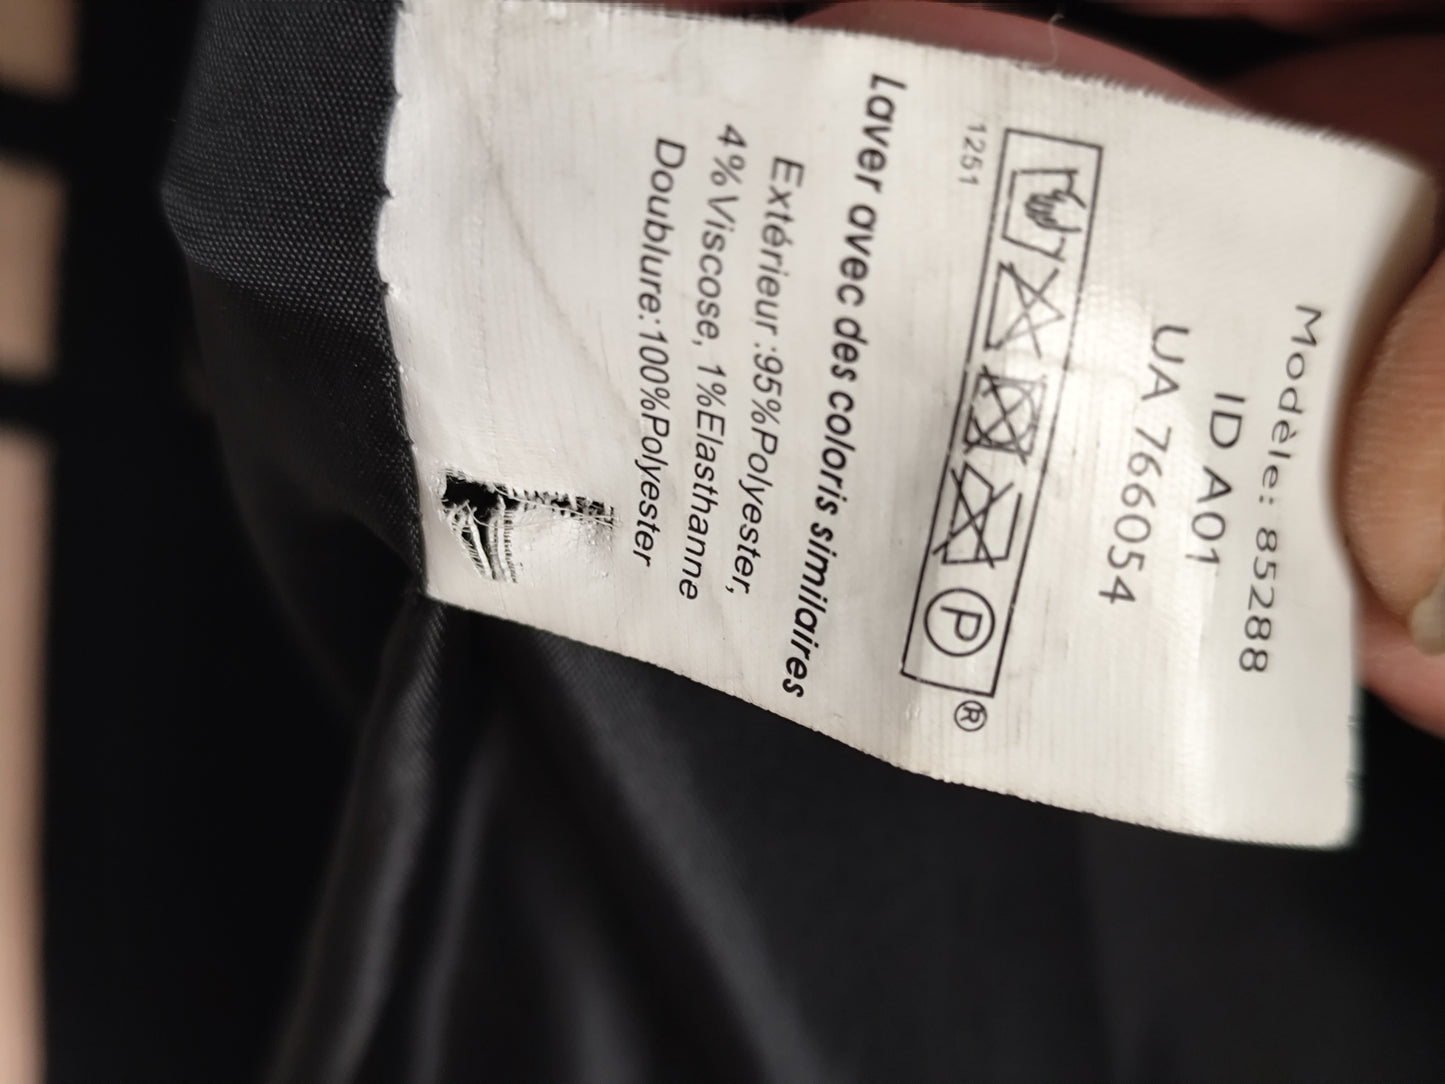 Doublure:100%Polyester
4%Viscose, 1%Elasthanne
Extérieur :95%Polyester,
Laver avec des coloris similaires
1251
P ®
UA 766054
ID A01
Modèle: 85288